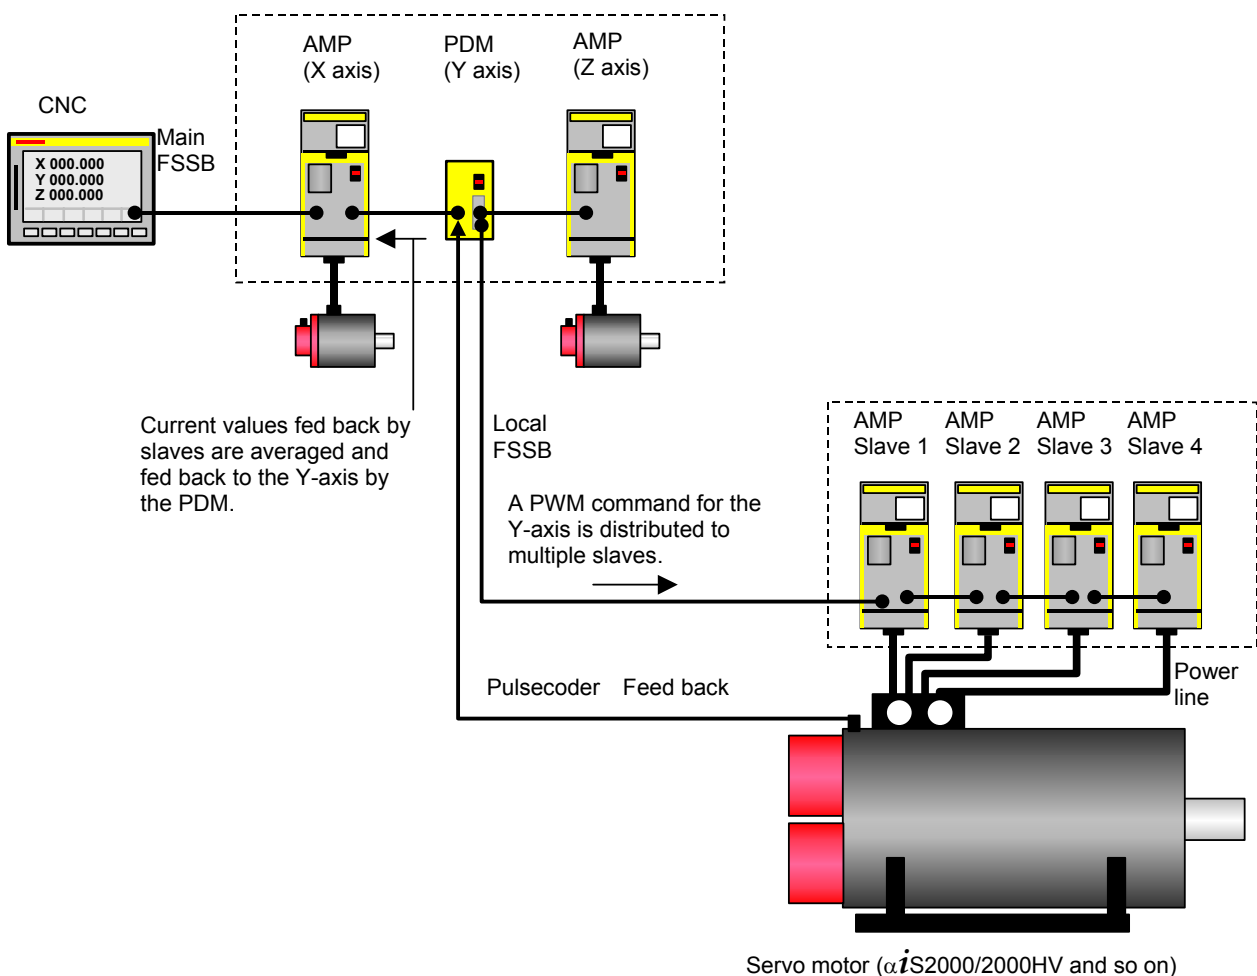 AMP
(X axis)
PDM
(Y axis)
AMP
(Z axis)
CNC
Main
FSSB
X 000.000
Y 000.000
Z 000.000
Current values fed back by
slaves are averaged and
fed back to the Y-axis by
the PDM.
Local
FSSB
A PWM command for the
Y-axis is distributed to
multiple slaves.
AMP
Slave 1
AMP
Slave 2
AMP
Slave 3
AMP
Slave 4
Pulsecoder Feed back
Power
line
Servo motor (αiS2000/2000HV and so on)